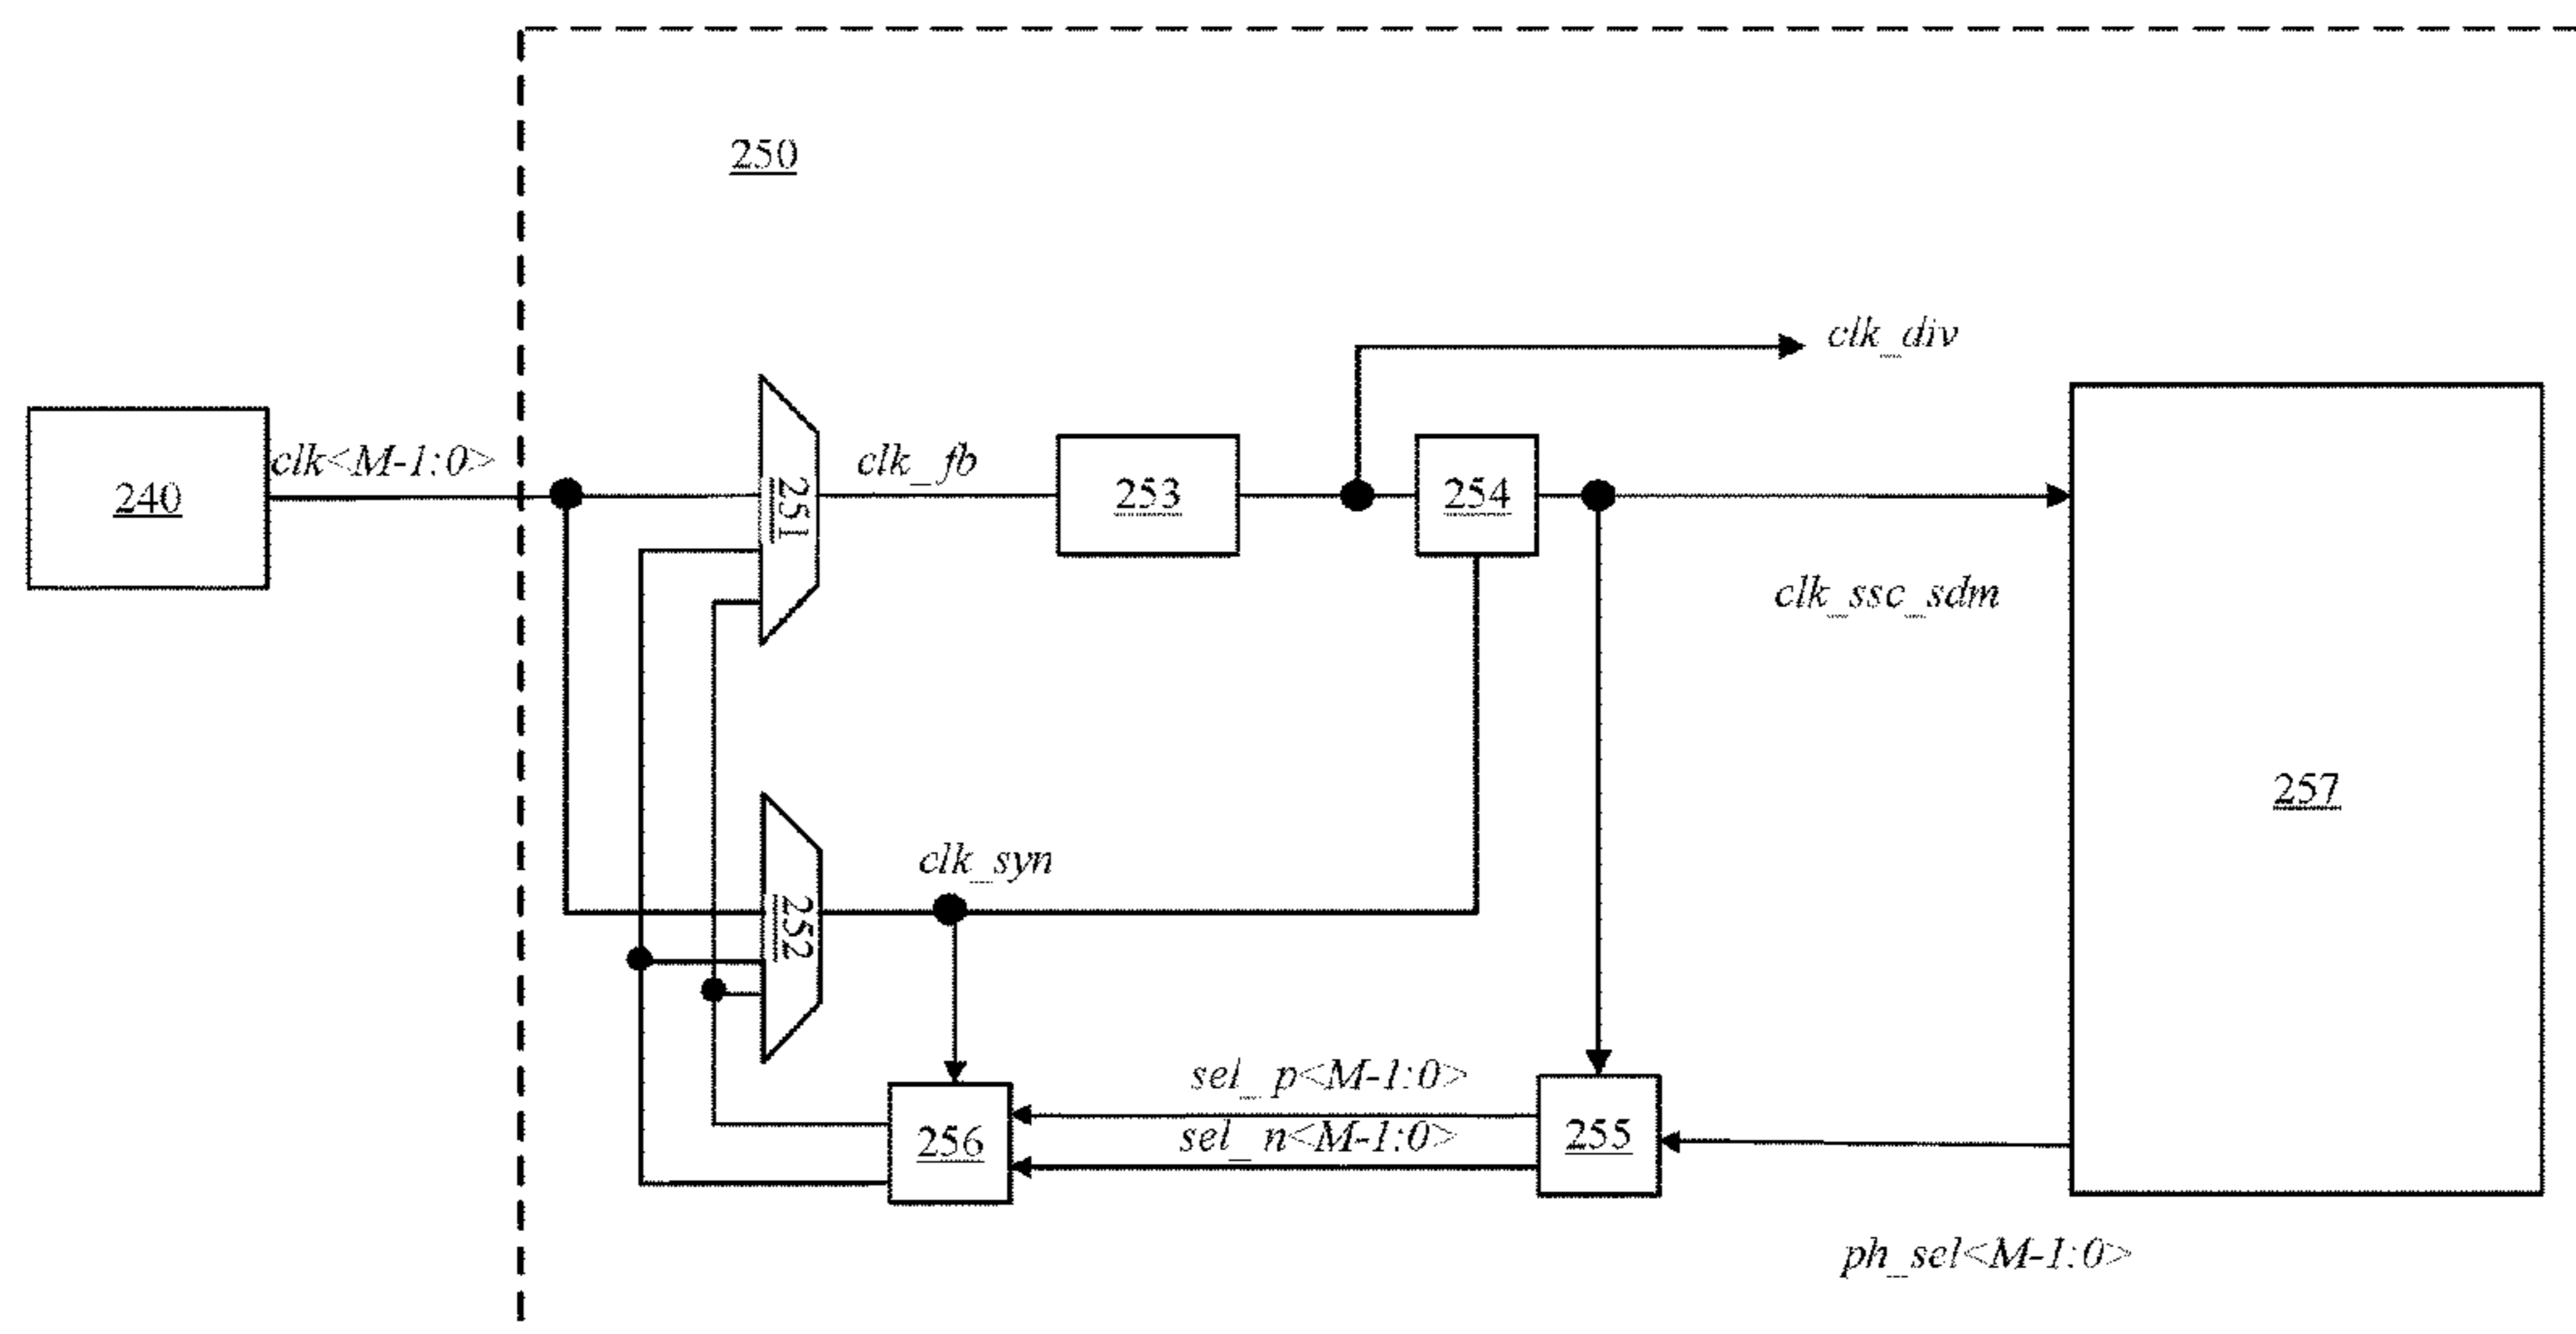 250
clk_div
clk<M-1:0>
clk_fb
240
251
253
254
clk_ssc_sdm
257
clk_syn
252
sel_p<M-1:0>
sel_n<M-1:0>
256
255
ph_sel<M-1:0>